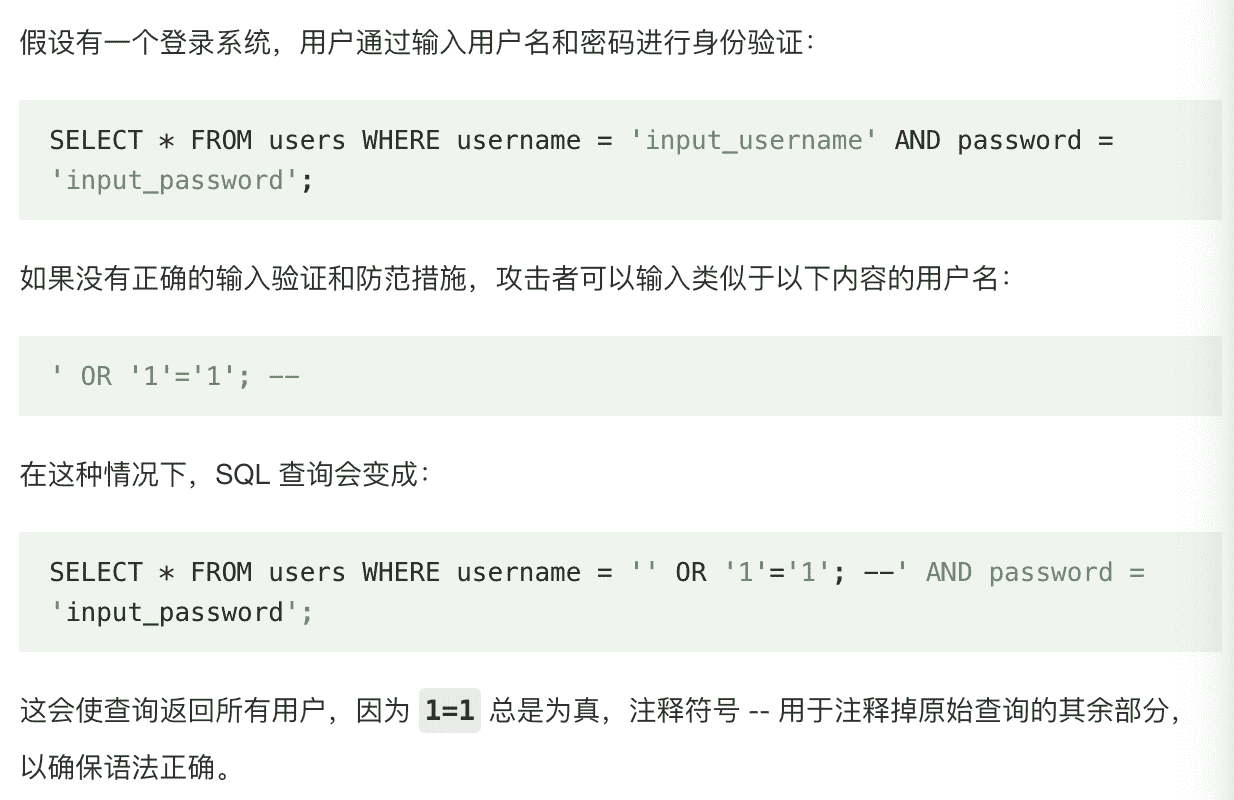 假设有一个登录系统，用户通过输入用户名和密码进行身份验证：
SELECT * FROM users WHERE username = 'input_username' AND password =
'input_password';
如果没有正确的输入验证和防范措施，攻击者可以输入类似于以下内容的用户名：
' OR '1'='1'; --
在这种情况下，SQL 查询会变成：
SELECT * FROM users WHERE username = '' OR '1'='1'; --' AND password =
'input_password';
这会使查询返回所有用户，因为 1=1 总是为真，注释符号 -- 用于注释掉原始查询的其余部分，
以确保语法正确。